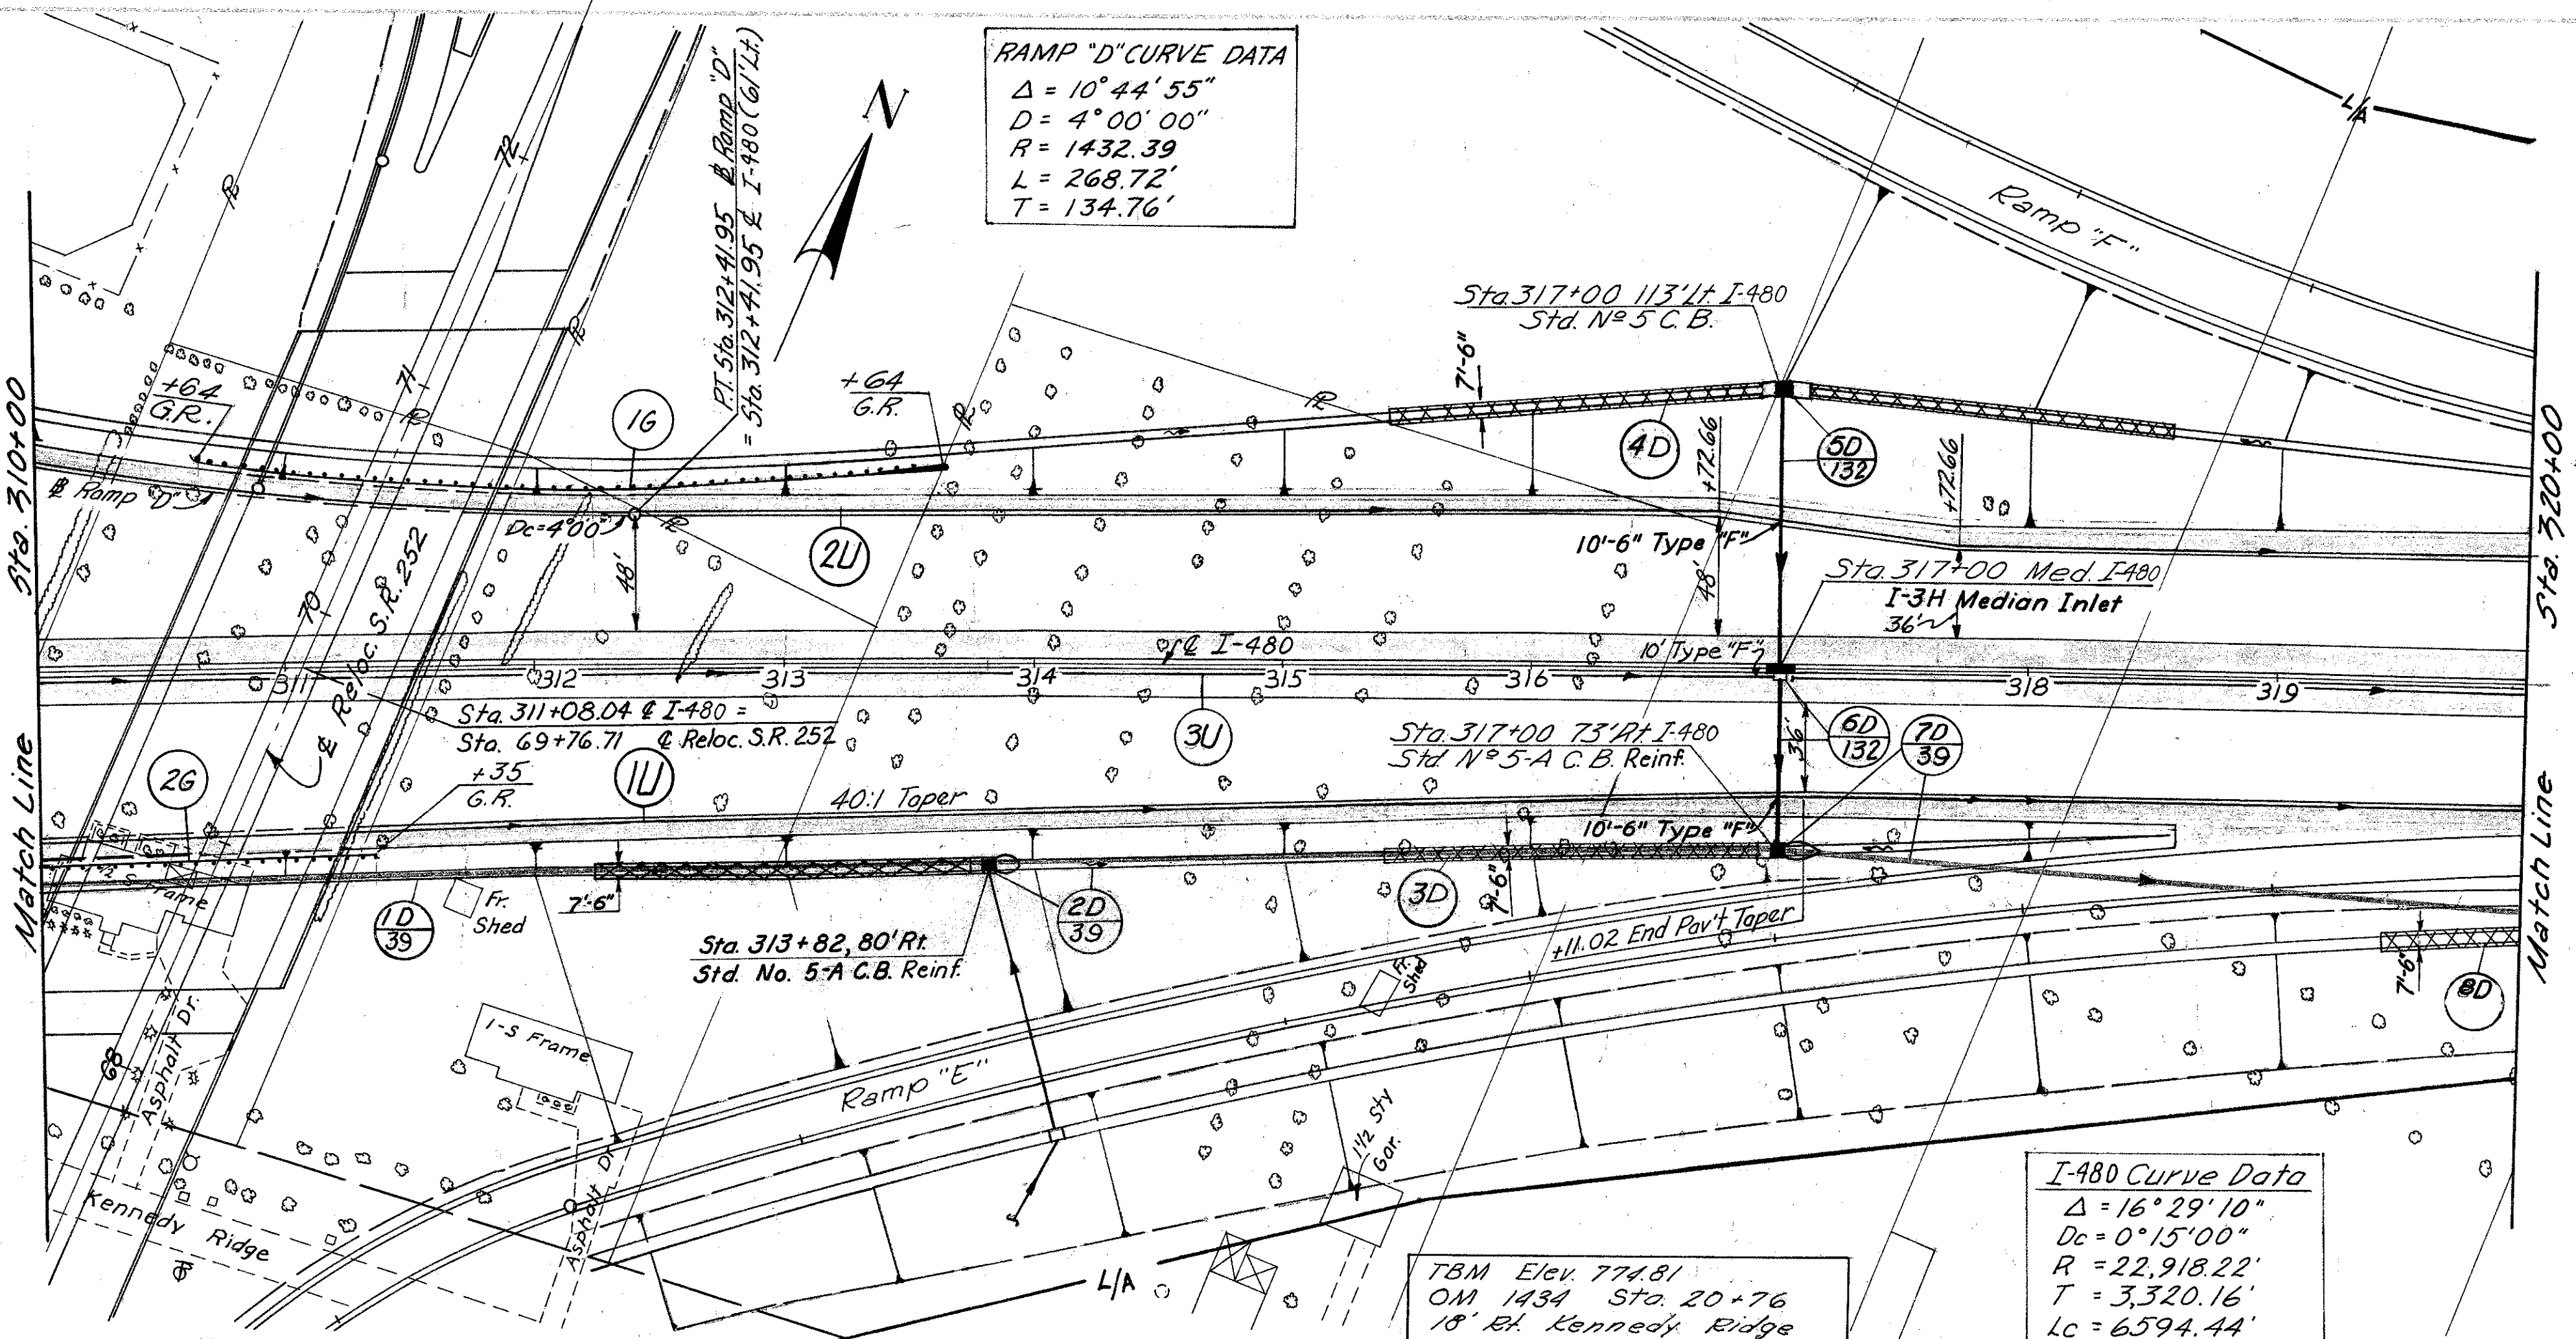 RAMP "D" CURVE DATA
Δ = 10° 44' 55"
D = 4° 00' 00"
R = 1432.39
L = 268.72'
T = 134.76'
P.T. Sta. 312+41.95 ℄ Ramp "D"
= Sta. 312+41.95 ℄ I-480 (61' Lt.)
N
72
71
70
68
L/A
Ramp "F"
Sta. 317+00 113' Lt. I-480
Std. Nº 5 C.B.
7'-6"
+64
G.R.
1G
+64
G.R.
4D
+72.66
5D
132
+72.66
Sta. 310+00
Sta. 320+00
Ramp "D"
Dc=4°00'
48'
2U
10'-6" Type "F"
48'
Sta. 317+00 Med. I-480
I-3H Median Inlet
36'
℄ Reloc. S.R. 252
℄ I-480
10' Type "F"
311
312
313
314
315
316
318
319
Sta. 311+08.04 ℄ I-480 =
Sta. 69+76.71 ℄ Reloc. S.R. 252
3U
Sta. 317+00 73' Rt. I-480
Std Nº 5-A C.B. Reinf.
36'
6D
132
7D
39
2G
+35
G.R.
1U
40:1 Taper
10'-6" Type "F"
Match Line
Match Line
S Frame
1D
39
Fr.
Shed
7'-6"
2D
39
3D
7'-6"
+11.02 End Pav't Taper
Sta. 313+82, 80' Rt.
Std. No. 5-A C.B. Reinf.
Fr.
Shed
7'-6"
8D
Asphalt Dr.
1-S Frame
Ramp "E"
1½ Sty
Gar.
Asphalt Dr.
Kennedy Ridge
L/A
I-480 Curve Data
Δ = 16° 29' 10"
Dc = 0° 15' 00"
R = 22,918.22'
T = 3,320.16'
Lc = 6594.44'
TBM Elev. 774.81
OM 1434 Sta. 20+76
18' Rt. Kennedy Ridge